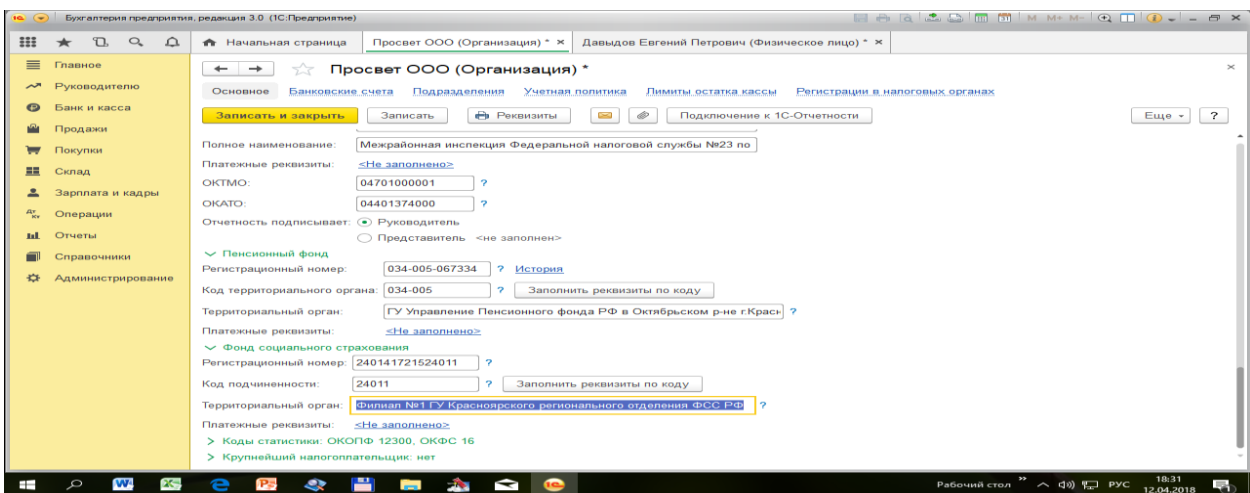 1С Бухгалтерия предприятия, редакция 3.0 (1С:Предприятие) M M+ M-
Начальная страница Просвет ООО (Организация) * × Давыдов Евгений Петрович (Физическое лицо) * ×
Главное
Руководителю
Банк и касса
Продажи
Покупки
Склад
Зарплата и кадры
Операции
Отчеты
Справочники
Администрирование
Просвет ООО (Организация) *
Основное Банковские счета Подразделения Учетная политика Лимиты остатка кассы Регистрации в налоговых органах
Записать и закрыть Записать Реквизиты Подключение к 1С-Отчетности Еще ?
Полное наименование: Межрайонная инспекция Федеральной налоговой службы №23 по
Платежные реквизиты: <Не заполнено>
ОКТМО: 04701000001 ?
ОКАТО: 04401374000 ?
Отчетность подписывает: Руководитель
Представитель <не заполнен>
Пенсионный фонд
Регистрационный номер: 034-005-067334 ? История
Код территориального органа: 034-005 ? Заполнить реквизиты по коду
Территориальный орган: ГУ Управление Пенсионного фонда РФ в Октябрьском р-не г.Красн ?
Платежные реквизиты: <Не заполнено>
Фонд социального страхования
Регистрационный номер: 240141721524011 ?
Код подчиненности: 24011 ? Заполнить реквизиты по коду
Территориальный орган: Филиал №1 ГУ Красноярского регионального отделения ФСС РФ ?
Платежные реквизиты: <Не заполнено>
Коды статистики: ОКОПФ 12300, ОКФС 16
Крупнейший налогоплательщик: нет
Рабочий стол РУС 18:31
12.04.2018